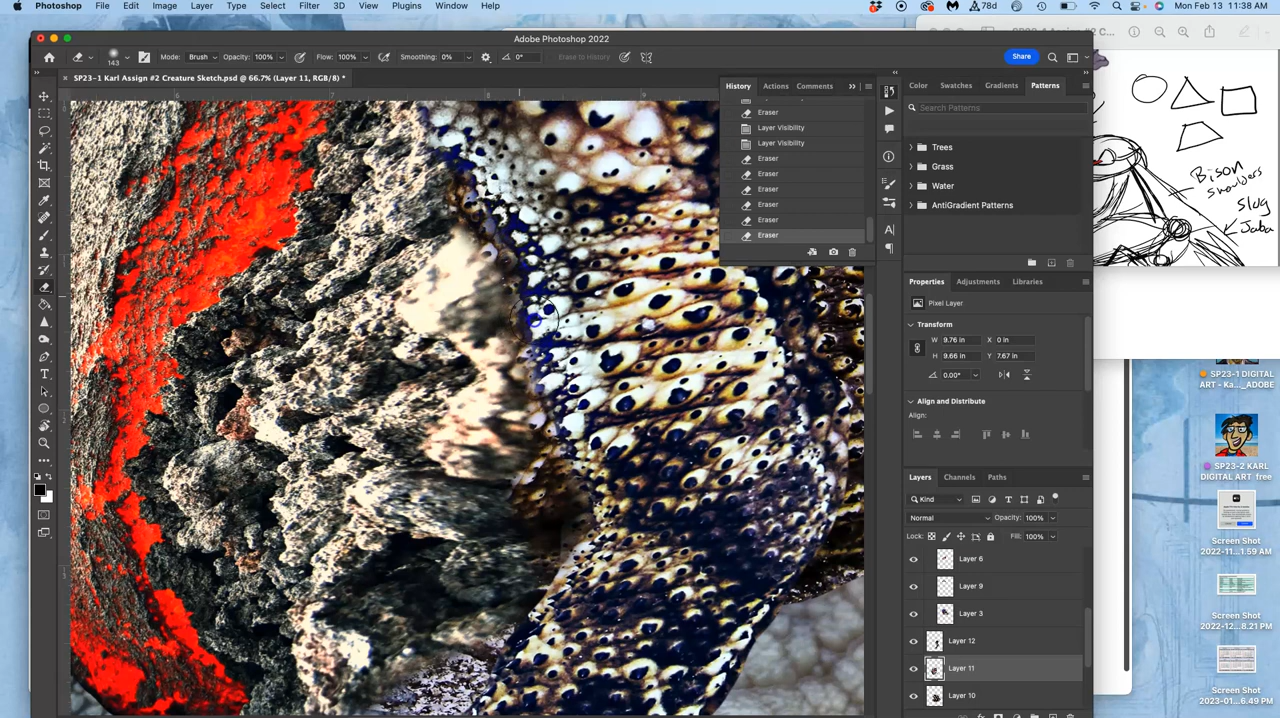 Photoshop File Edit Image Layer Type Select Filter 3D View Plugins Window Help 78d Mon Feb 13 11:38 AM
Adobe Photoshop 2022
143 Mode: Brush Opacity: 100% Flow: 100% Smoothing: 0% 0° Erase to History Share
SP23-1 Karl Assign #2 Creature Sketch.psd @ 66.7% (Layer 11, RGB/8) *
History Actions Comments
Eraser
Layer Visibility
Layer Visibility
Eraser
Eraser
Eraser
Eraser
Eraser
Eraser
Color Swatches Gradients Patterns
Search Patterns
Trees
Grass
Water
AntiGradient Patterns
Properties Adjustments Libraries
Pixel Layer
Transform
W 9.76 in X 0 in
H 9.66 in Y 7.67 in
0.00°
Align and Distribute
Align:
Layers Channels Paths
Kind
Normal Opacity: 100%
Lock: Fill: 100%
Layer 6
Layer 9
Layer 3
Layer 12
Layer 11
Layer 10
Bison
shoulders
slug
Jaba
SP23-1 DIGITAL
ART - Ka..._ADOBE
SP23-2 KARL
DIGITAL ART free
Screen Shot
2022-11...1.59 AM
Screen Shot
2022-12...8.21 PM
Screen Shot
2023-01...6.49 PM